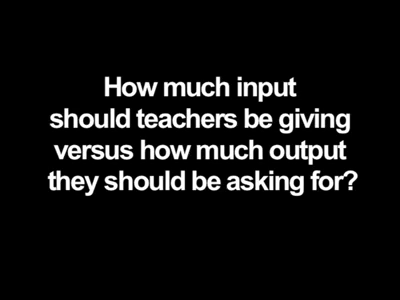 How much input
should teachers be giving
versus how much output
they should be asking for?